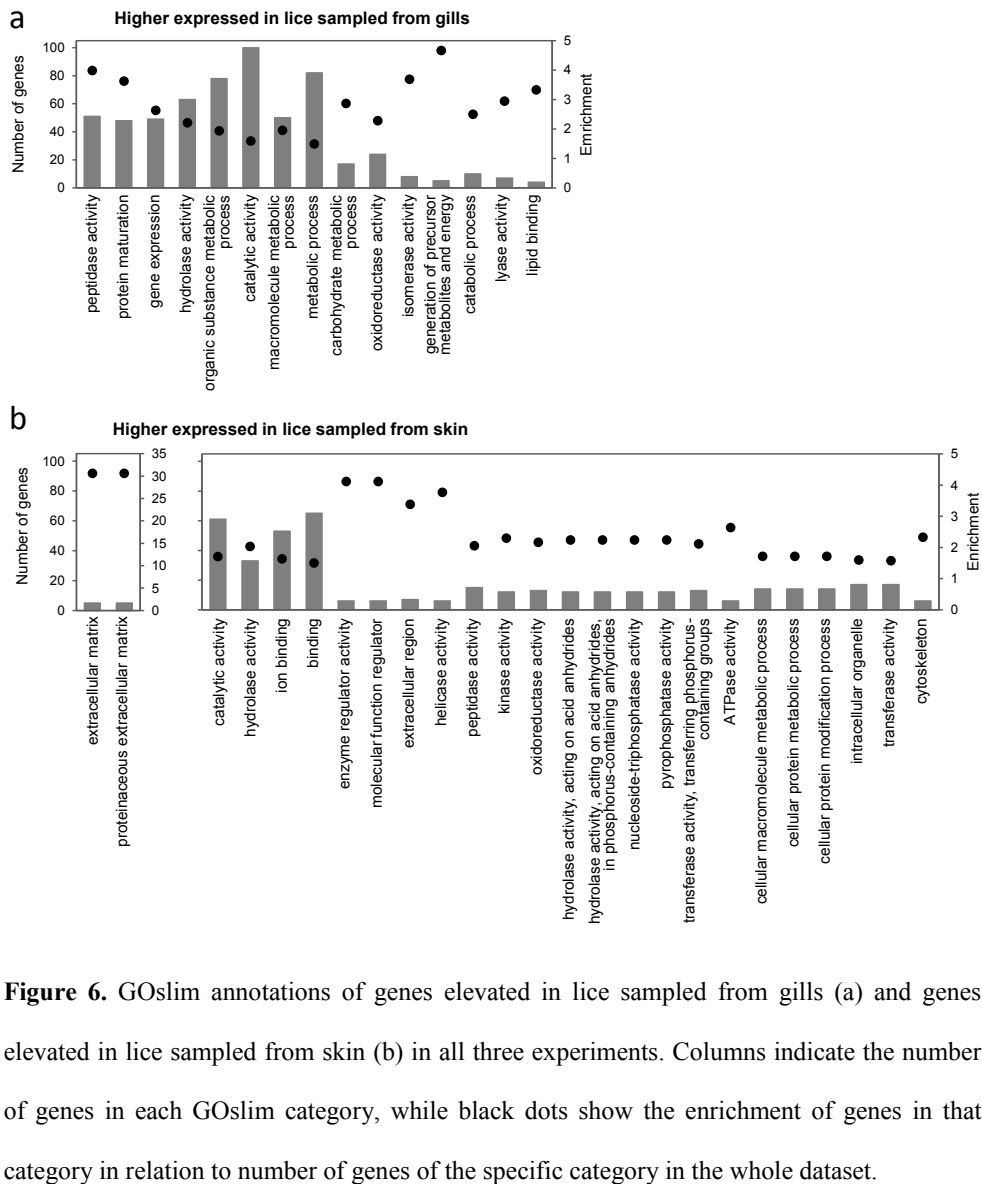 a
Higher expressed in lice sampled from gills
Number of genes
100
80
60
40
20
0
5
4
3
2
1
0
Emrichment
peptidase activity
protein maturation
gene expression
hydrolase activity
organic substance metabolic
process
catalytic activity
macromolecule metabolic
process
metabolic process
carbohydrate metabolic
process
oxidoreductase activity
isomerase activity
generation of precursor
metabolites and energy
catabolic process
lyase activity
lipid binding
b
Higher expressed in lice sampled from skin
Number of genes
100
80
60
40
20
0
35
30
25
20
15
10
5
0
5
4
3
2
1
0
Enrichment
extracellular matrix
proteinaceous extracellular matrix
catalytic activity
hydrolase activity
ion binding
binding
enzyme regulator activity
molecular function regulator
extracellular region
helicase activity
peptidase activity
kinase activity
oxidoreductase activity
hydrolase activity, acting on acid anhydrides
hydrolase activity, acting on acid anhydrides,
in phosphorus-containing anhydrides
nucleoside-triphosphatase activity
pyrophosphatase activity
transferase activity, transferring phosphorus-
containing groups
ATPase activity
cellular macromolecule metabolic process
cellular protein metabolic process
cellular protein modification process
intracellular organelle
transferase activity
cytoskeleton
Figure 6. GOslim annotations of genes elevated in lice sampled from gills (a) and genes
elevated in lice sampled from skin (b) in all three experiments. Columns indicate the number
of genes in each GOslim category, while black dots show the enrichment of genes in that
category in relation to number of genes of the specific category in the whole dataset.